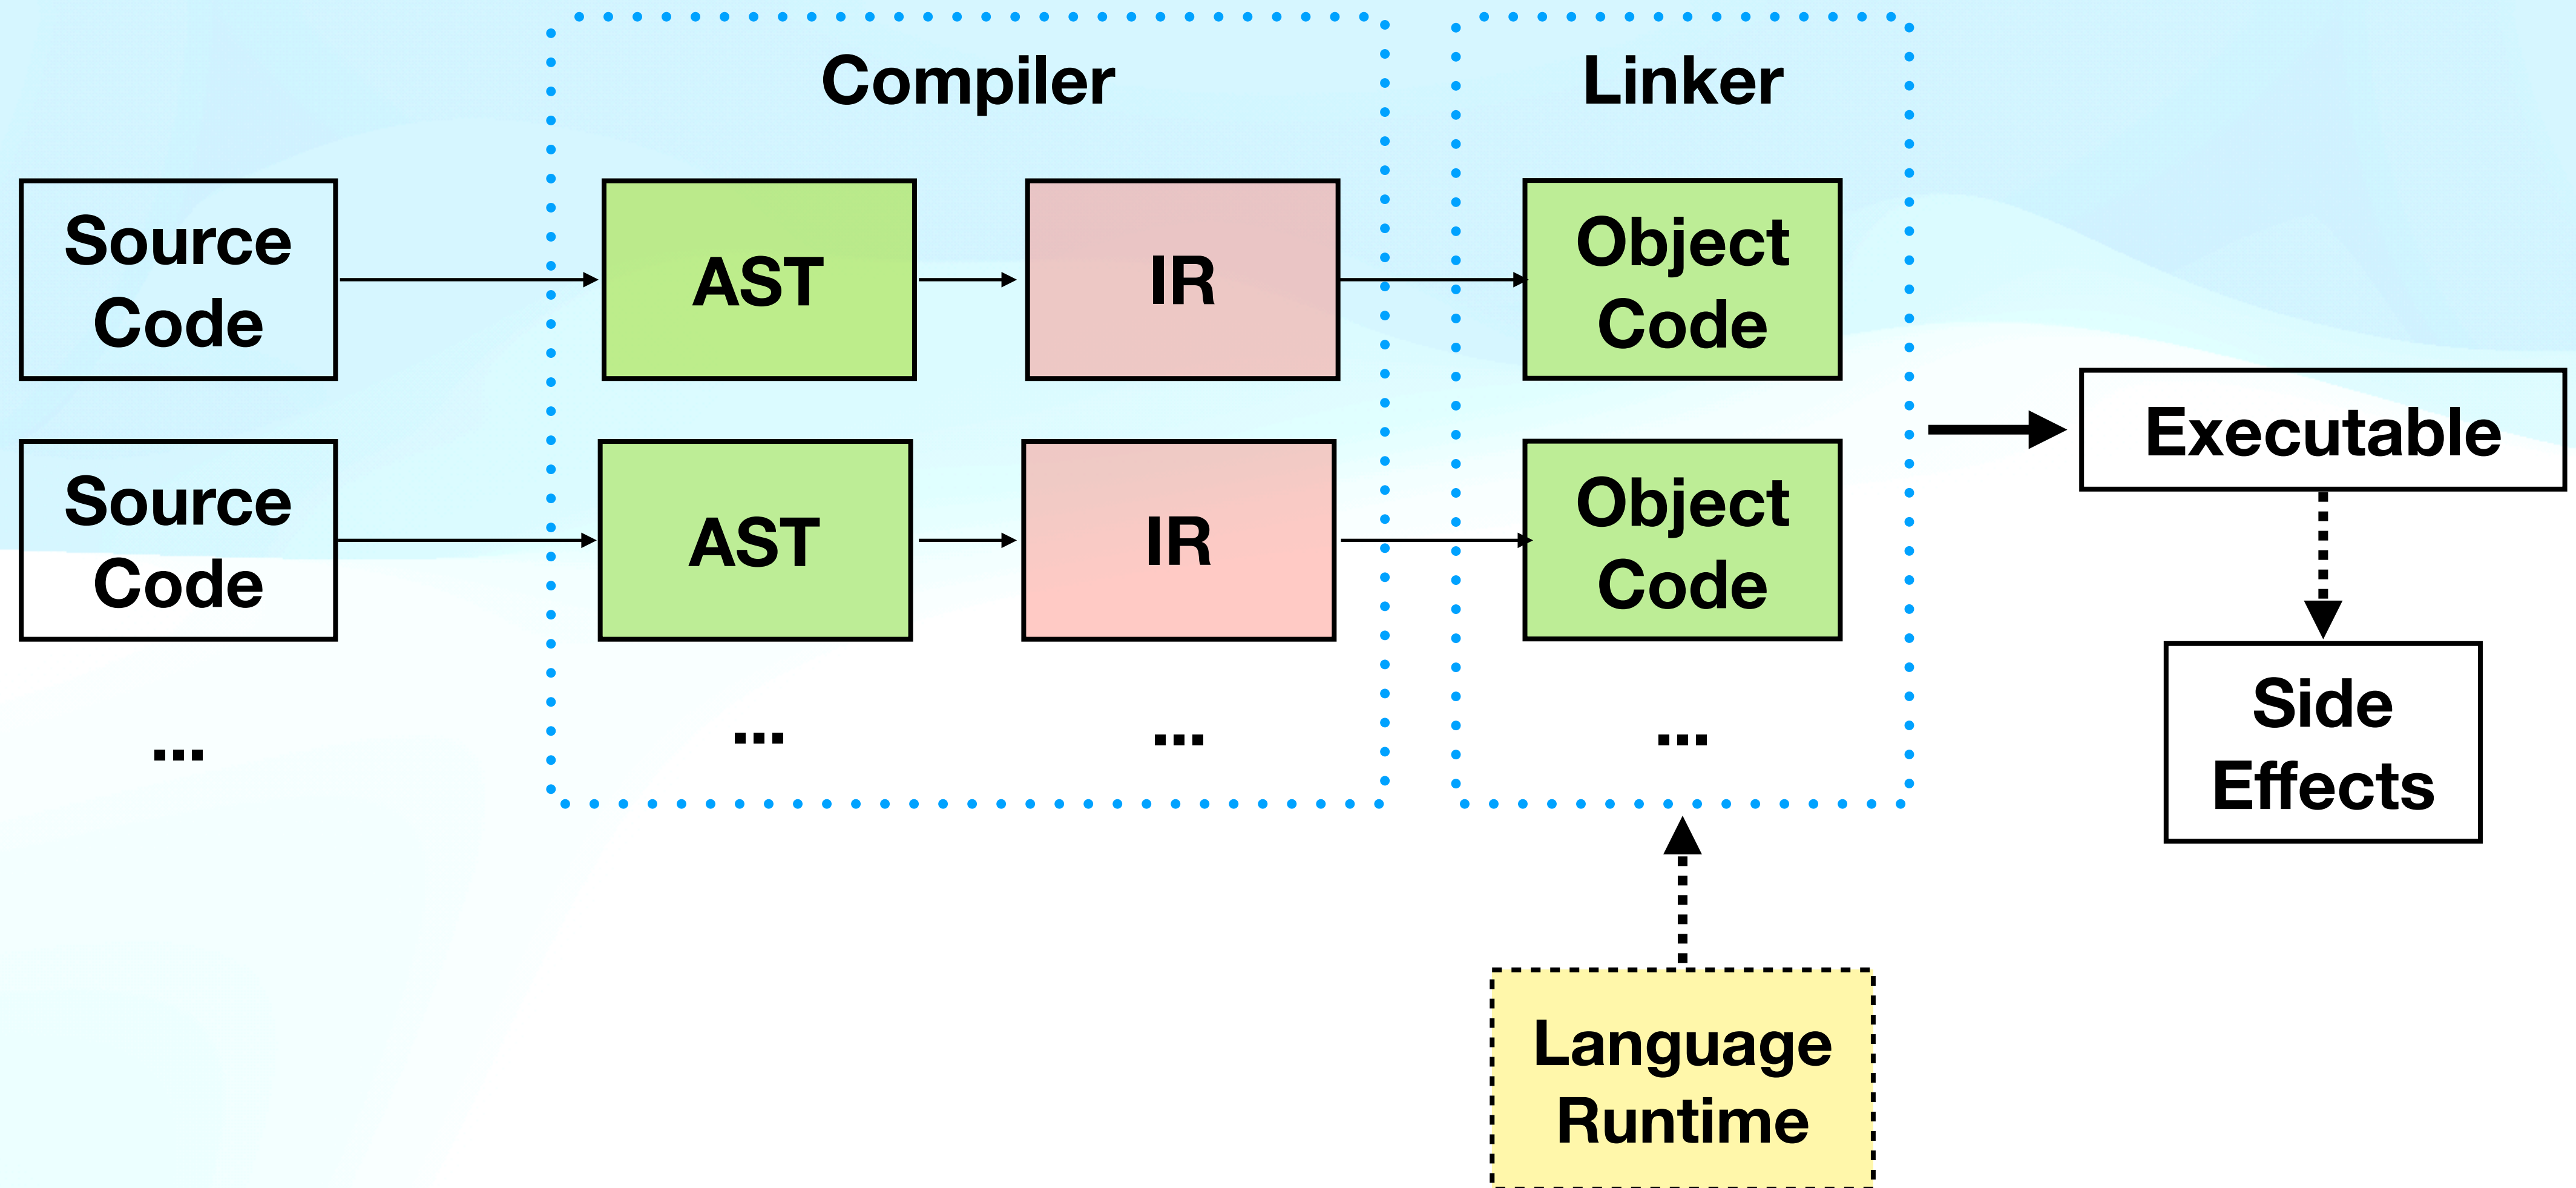 Compiler
Linker
Source
Code
AST
IR
Object
Code
Source
Code
AST
IR
Object
Code
Executable
...
...
...
...
Side
Effects
Language
Runtime